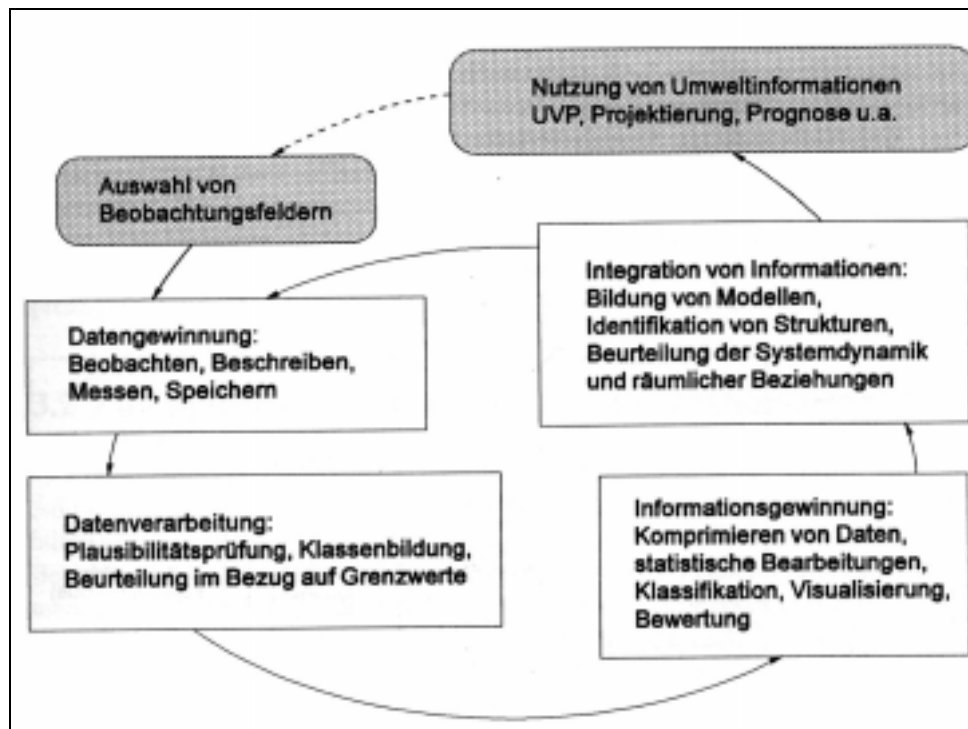 Nutzung von Umweltinformationen
UVP, Projektierung, Prognose u.a.
Auswahl von
Beobachtungsfeldern
Integration von Informationen:
Bildung von Modellen,
Identifikation von Strukturen,
Beurteilung der Systemdynamik
und räumlicher Beziehungen
Datengewinnung:
Beobachten, Beschreiben,
Messen, Speichern
Datenverarbeitung:
Plausibilitätsprüfung, Klassenbildung,
Beurteilung im Bezug auf Grenzwerte
Informationsgewinnung:
Komprimieren von Daten,
statistische Bearbeitungen,
Klassifikation, Visualisierung,
Bewertung